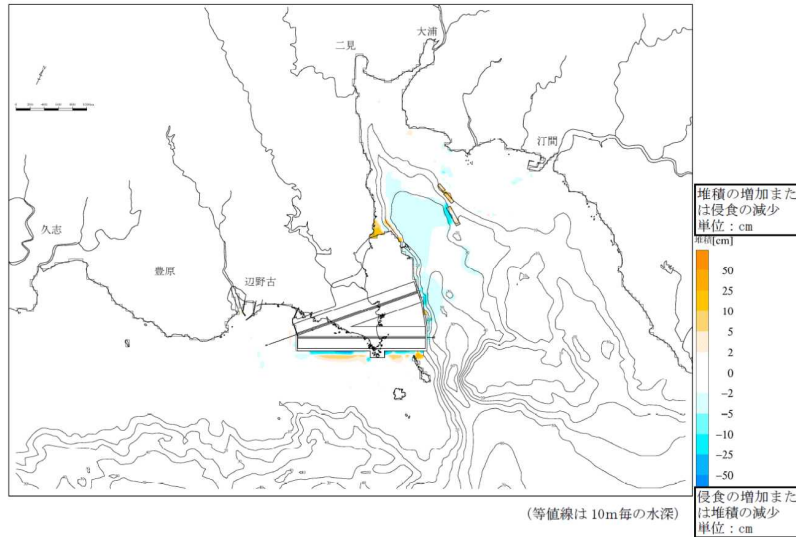 大浦
二見
汀間
久志
豊原
辺野古
堆積の増加また
は侵食の減少
単位：cm
堆積[cm]
50
25
10
5
2
0
−2
−5
−10
−25
−50
侵食の増加また
は堆積の減少
単位：cm
（等値線は10m毎の水深）